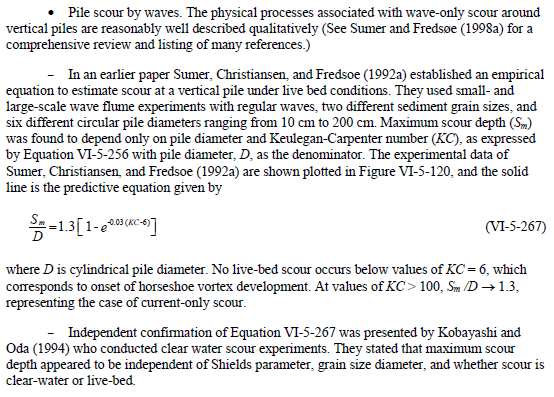 • Pile scour by waves. The physical processes associated with wave-only scour around
vertical piles are reasonably well described qualitatively (See Sumer and Fredsoe (1998a) for a
comprehensive review and listing of many references.)
– In an earlier paper Sumer, Christiansen, and Fredsoe (1992a) established an empirical
equation to estimate scour at a vertical pile under live bed conditions. They used small- and
large-scale wave flume experiments with regular waves, two different sediment grain sizes, and
six different circular pile diameters ranging from 10 cm to 200 cm. Maximum scour depth (Sm)
was found to depend only on pile diameter and Keulegan-Carpenter number (KC), as expressed
by Equation VI-5-256 with pile diameter, D, as the denominator. The experimental data of
Sumer, Christiansen, and Fredsoe (1992a) are shown plotted in Figure VI-5-120, and the solid
line is the predictive equation given by
Sm/D = 1.3 [ 1 - e^-0.03 (KC-6) ] (VI-5-267)
where D is cylindrical pile diameter. No live-bed scour occurs below values of KC = 6, which
corresponds to onset of horseshoe vortex development. At values of KC > 100, Sm /D → 1.3,
representing the case of current-only scour.
– Independent confirmation of Equation VI-5-267 was presented by Kobayashi and
Oda (1994) who conducted clear water scour experiments. They stated that maximum scour
depth appeared to be independent of Shields parameter, grain size diameter, and whether scour is
clear-water or live-bed.